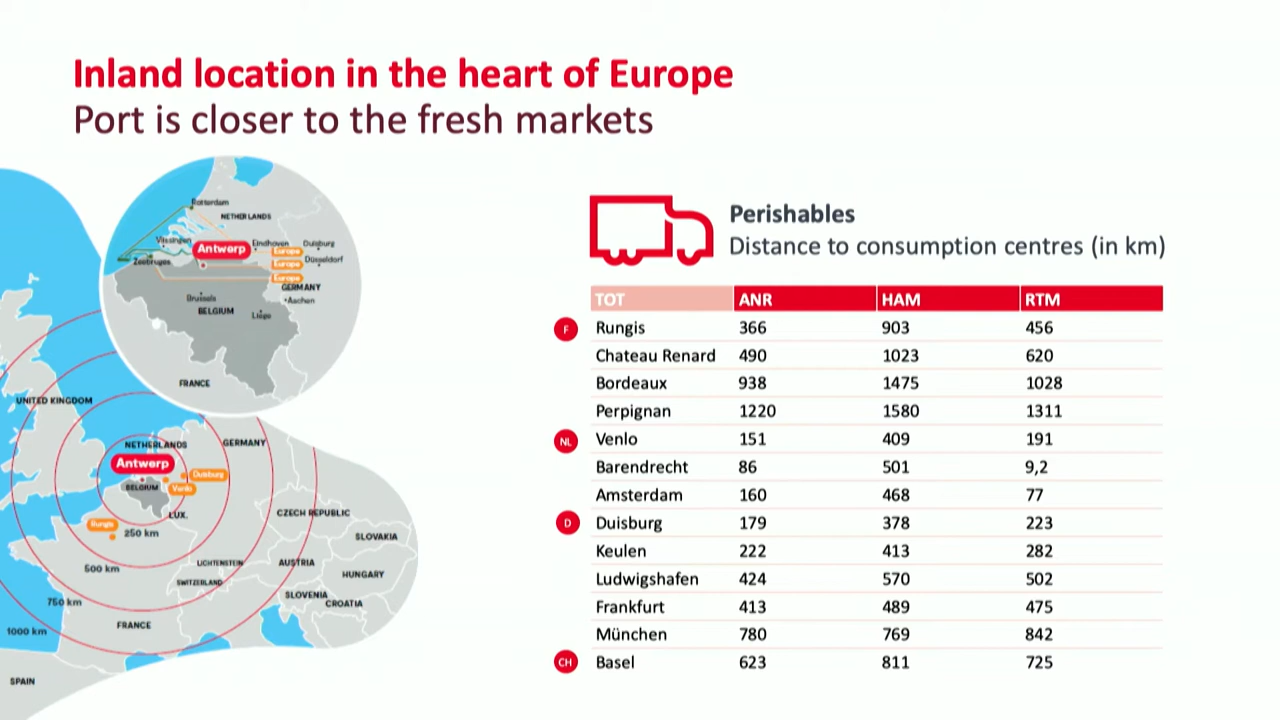 Inland location in the heart of Europe
Port is closer to the fresh markets
Rotterdam
NETHERLANDS
Vlissingen
Antwerp
Eindhoven
Duisburg
Europe
Zeebrugge
Europe
Düsseldorf
Europe
GERMANY
Aachen
Brussels
BELGIUM
Liège
FRANCE
UNITED KINGDOM
NETHERLANDS
GERMANY
Antwerp
Duisburg
BELGIUM
Venlo
LUX.
Rungis
250 km
CZECH REPUBLIC
SLOVAKIA
500 km
LICHTENSTEIN
AUSTRIA
SWITZERLAND
HUNGARY
SLOVENIA
CROATIA
750 km
FRANCE
1000 km
SPAIN
Perishables
Distance to consumption centres (in km)
TOT ANR HAM RTM
F Rungis 366 903 456
Chateau Renard 490 1023 620
Bordeaux 938 1475 1028
Perpignan 1220 1580 1311
NL Venlo 151 409 191
Barendrecht 86 501 9,2
Amsterdam 160 468 77
D Duisburg 179 378 223
Keulen 222 413 282
Ludwigshafen 424 570 502
Frankfurt 413 489 475
München 780 769 842
CH Basel 623 811 725